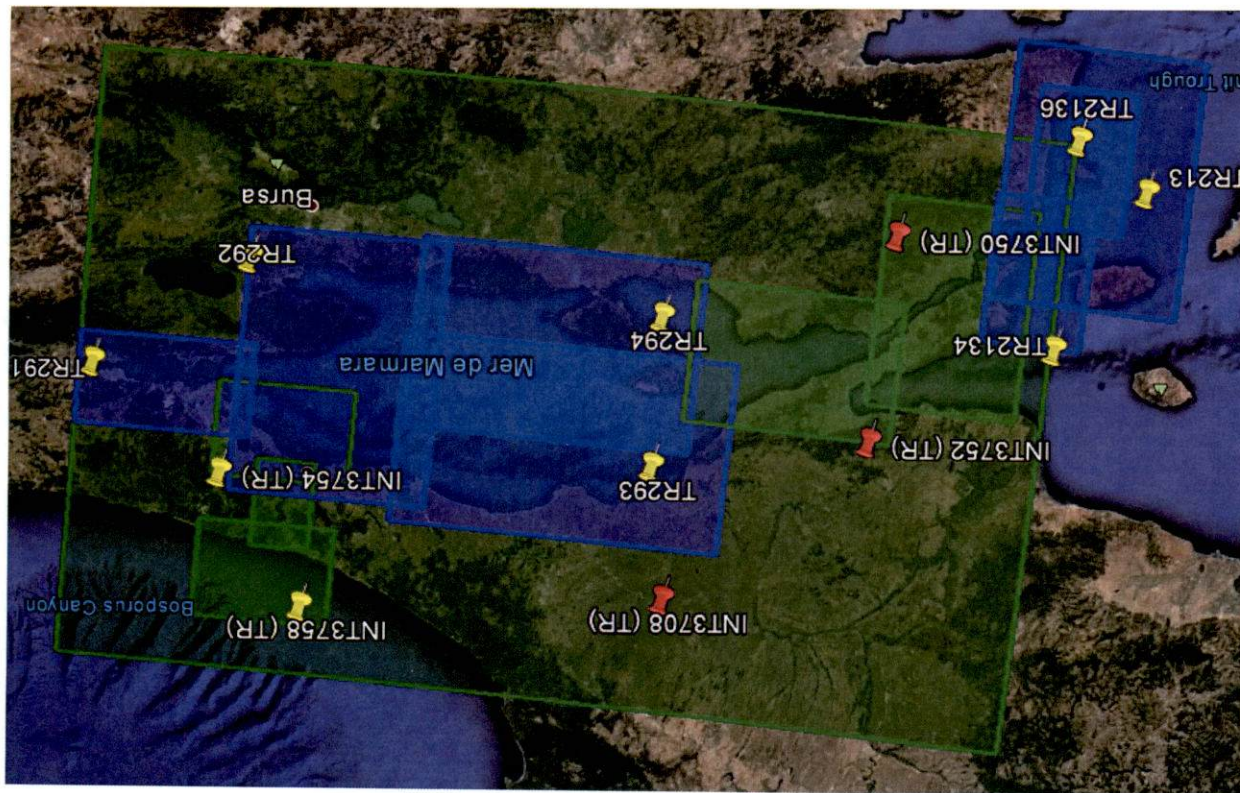 INT3758 (TR)
INT3708 (TR)
Bosporus Canyon
TR293
INT3754 (TR)
INT3752 (TR)
TR291
Mer de Marmara
TR2134
TR294
TR292
INT3750 (TR)
Bursa
TR213
TR2136
Trough